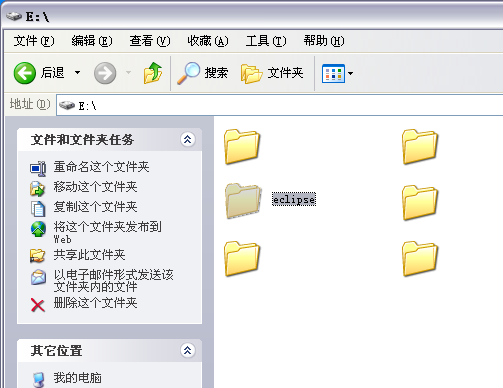 E:\
文件(F) 编辑(E) 查看(V) 收藏(A) 工具(T) 帮助(H)
后退 搜索 文件夹
地址(D) E:\
文件和文件夹任务
重命名这个文件夹
移动这个文件夹
复制这个文件夹
将这个文件夹发布到
Web
共享此文件夹
以电子邮件形式发送该
文件夹内的文件
删除这个文件夹
其它位置
我的电脑
eclipse